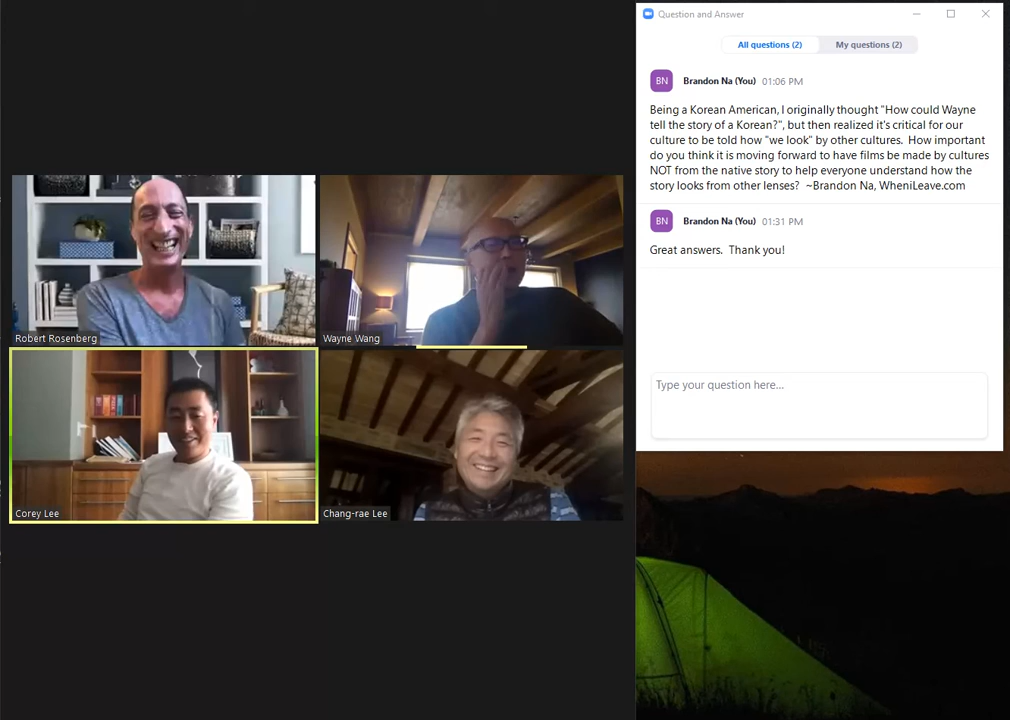 Question and Answer
All questions (2)
My questions (2)
BN
Brandon Na (You) 01:06 PM
Being a Korean American, I originally thought "How could Wayne
tell the story of a Korean?", but then realized it's critical for our
culture to be told how "we look" by other cultures.  How important
do you think it is moving forward to have films be made by cultures
NOT from the native story to help everyone understand how the
story looks from other lenses?  ~Brandon Na, WheniLeave.com
BN
Brandon Na (You) 01:31 PM
Great answers.  Thank you!
Type your question here...
Robert Rosenberg
Wayne Wang
Corey Lee
Chang-rae Lee